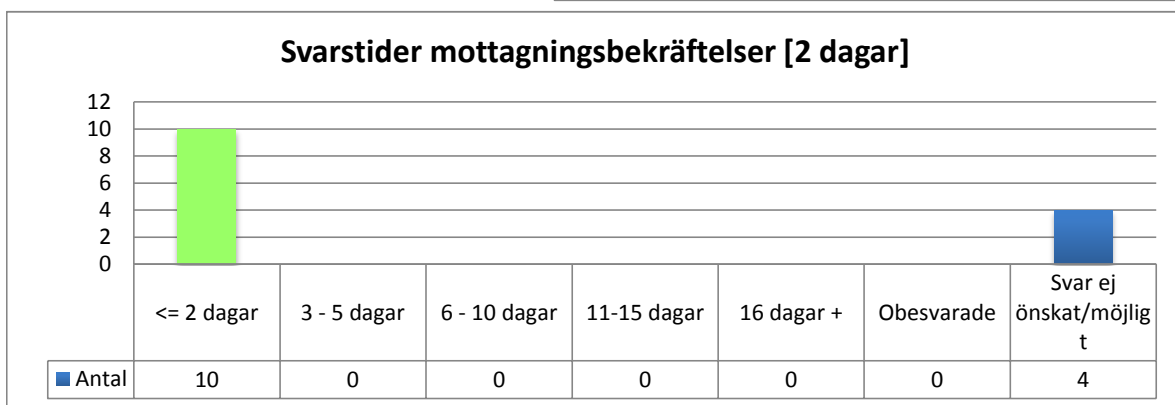 Svarstider mottagningsbekräftelser [2 dagar]
12
10
8
6
4
2
0
<= 2 dagar 3 - 5 dagar 6 - 10 dagar 11-15 dagar 16 dagar + Obesvarade Svar ej
önskat/möjlig
t
Antal 10 0 0 0 0 0 4